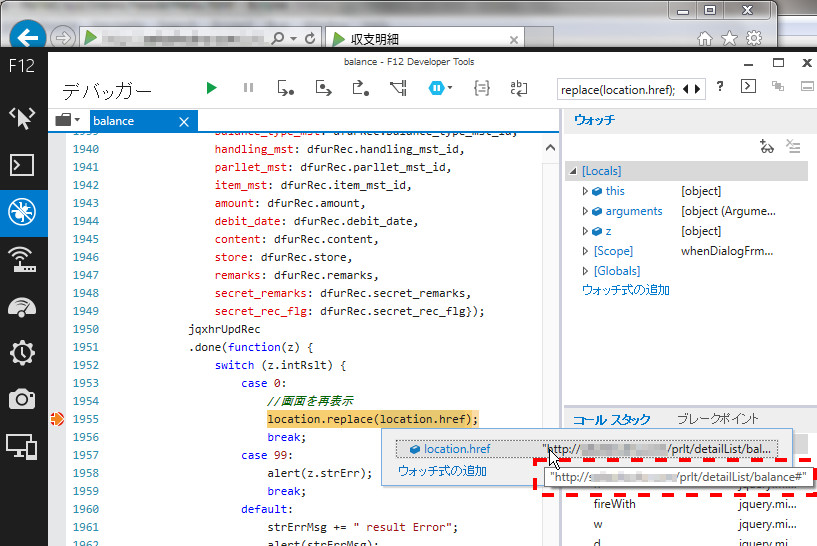 収支明細
F12
balance - F12 Developer Tools
デバッガー
replace(location.href);
?
balance
ウォッチ
1939 balance_type_mst: dfurRec.balance_type_mst_id,
1940 handling_mst: dfurRec.handling_mst_id,
1941 parllet_mst: dfurRec.parllet_mst_id,
1942 item_mst: dfurRec.item_mst_id,
1943 amount: dfurRec.amount,
1944 debit_date: dfurRec.debit_date,
1945 content: dfurRec.content,
1946 store: dfurRec.store,
1947 remarks: dfurRec.remarks,
1948 secret_remarks: dfurRec.secret_remarks,
1949 secret_rec_flg: dfurRec.secret_rec_flg});
1950 jqxhrUpdRec
1951 .done(function(z) {
1952 switch (z.intRslt) {
1953 case 0:
1954 //画面を再表示
1955 location.replace(location.href);
1956 break;
1957 case 99:
1958 alert(z.strErr);
1959 break;
1960 default:
1961 strErrMsg += " result Error";
1962 alert(strErrMsg);
[Locals]
this [object]
arguments [object (Argume...
z [object]
[Scope] whenDialogFrm...
[Globals]
ウォッチ式の追加
コール スタック ブレークポイント
location.href "http:// /prlt/detailList/bal...
ウォッチ式の追加
"http://s /prlt/detailList/balance#"
fireWith jquery.mi...
w jquery.mi...
d jquery.mi...